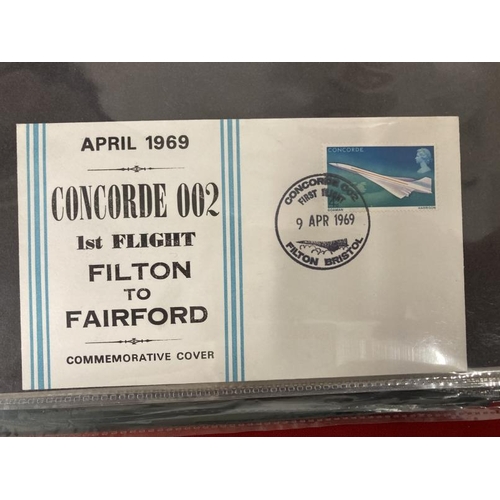 APRIL 1969
CONCORDE 002
1st FLIGHT
FILTON
TO
FAIRFORD
COMMEMORATIVE COVER
CONCORDE
CONCORDE 002
FIRST FLIGHT
9 APR 1969
FILTON BRISTOL